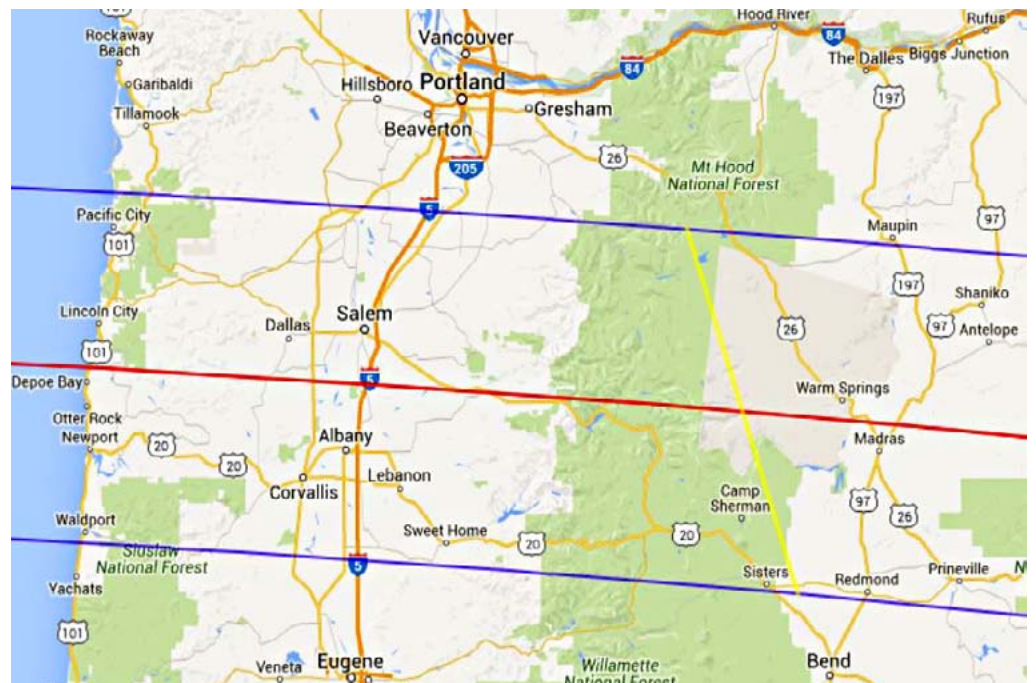 101
Rockaway
Beach
Garibaldi
Tillamook
Hillsboro
Vancouver
Portland
Beaverton
Gresham
84
Hood River
84
Rufus
The Dalles
Biggs Junction
197
26
205
Mt Hood
National Forest
5
Pacific City
101
Maupin
97
197
Shaniko
Lincoln City
Salem
Dallas
26
97
Antelope
101
Depoe Bay
5
Warm Springs
Otter Rock
Newport
20
20
Albany
Madras
Corvallis
Lebanon
Camp
Sherman
97
26
Waldport
Sweet Home
20
20
Siuslaw
National Forest
5
Yachats
Sisters
Redmond
Prineville
N
101
Veneta
Eugene
Willamette
National Forest
Bend